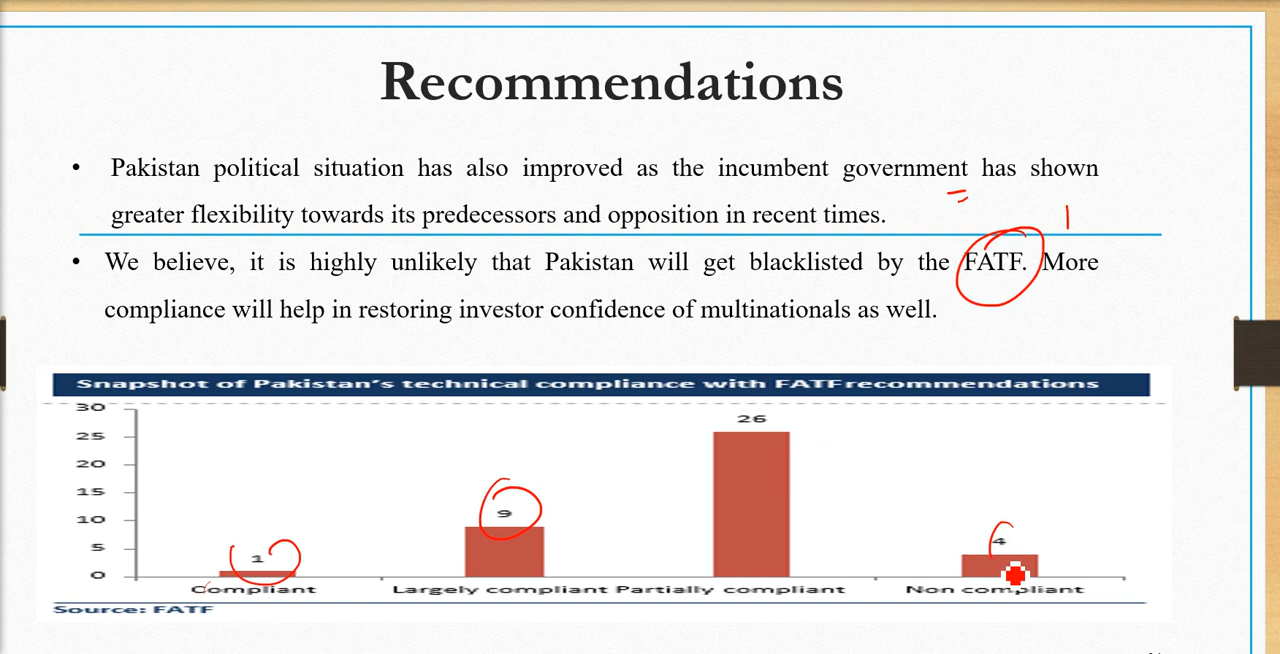 Recommendations
• Pakistan political situation has also improved as the incumbent government has shown
greater flexibility towards its predecessors and opposition in recent times.
• We believe, it is highly unlikely that Pakistan will get blacklisted by the FATF. More
compliance will help in restoring investor confidence of multinationals as well.
Snapshot of Pakistan's technical compliance with FATF recommendations
30
25
20
15
10
5
0
1
9
26
4
Compliant Largely compliant Partially compliant Non compliant
Source: FATF